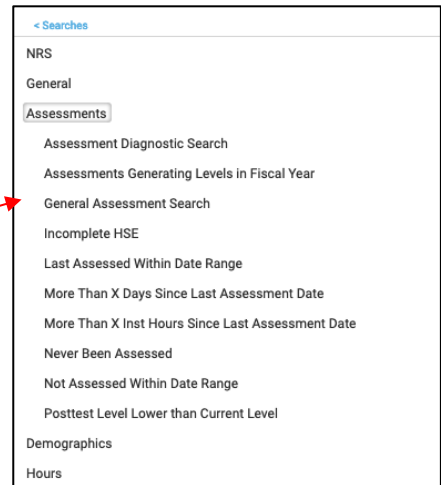 < Searches
NRS
General
Assessments
Assessment Diagnostic Search
Assessments Generating Levels in Fiscal Year
General Assessment Search
Incomplete HSE
Last Assessed Within Date Range
More Than X Days Since Last Assessment Date
More Than X Inst Hours Since Last Assessment Date
Never Been Assessed
Not Assessed Within Date Range
Posttest Level Lower than Current Level
Demographics
Hours